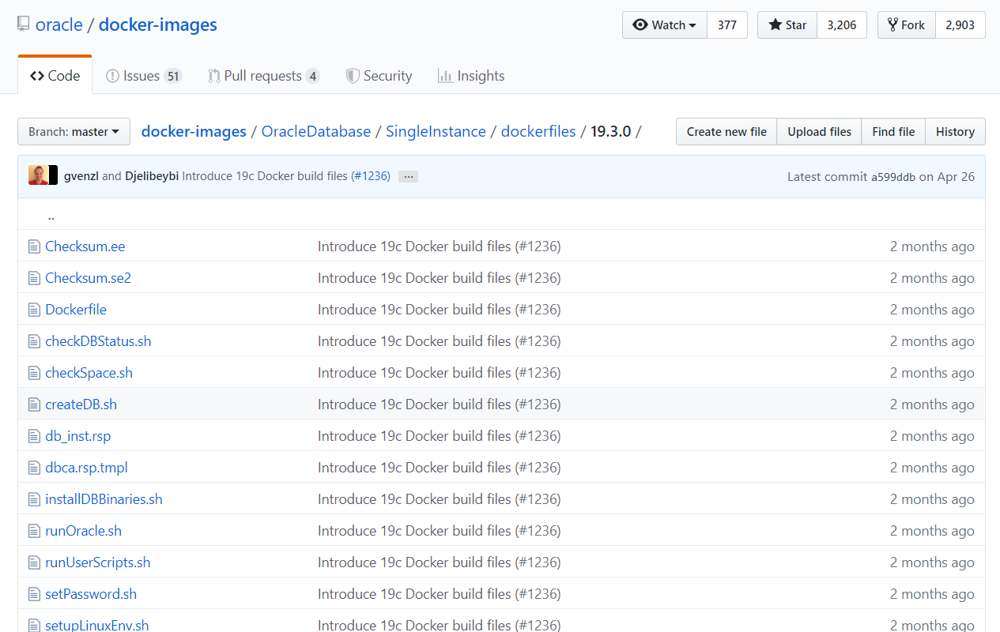 oracle / docker-images Watch 377 Star 3,206 Fork 2,903
Code Issues 51 Pull requests 4 Security Insights
Branch: master docker-images / OracleDatabase / SingleInstance / dockerfiles / 19.3.0 / Create new file Upload files Find file History
gvenzl and Djelibeybi Introduce 19c Docker build files (#1236) ... Latest commit a599ddb on Apr 26
..
Checksum.ee Introduce 19c Docker build files (#1236) 2 months ago
Checksum.se2 Introduce 19c Docker build files (#1236) 2 months ago
Dockerfile Introduce 19c Docker build files (#1236) 2 months ago
checkDBStatus.sh Introduce 19c Docker build files (#1236) 2 months ago
checkSpace.sh Introduce 19c Docker build files (#1236) 2 months ago
createDB.sh Introduce 19c Docker build files (#1236) 2 months ago
db_inst.rsp Introduce 19c Docker build files (#1236) 2 months ago
dbca.rsp.tmpl Introduce 19c Docker build files (#1236) 2 months ago
installDBBinaries.sh Introduce 19c Docker build files (#1236) 2 months ago
runOracle.sh Introduce 19c Docker build files (#1236) 2 months ago
runUserScripts.sh Introduce 19c Docker build files (#1236) 2 months ago
setPassword.sh Introduce 19c Docker build files (#1236) 2 months ago
setupLinuxEnv.sh Introduce 19c Docker build files (#1236) 2 months ago